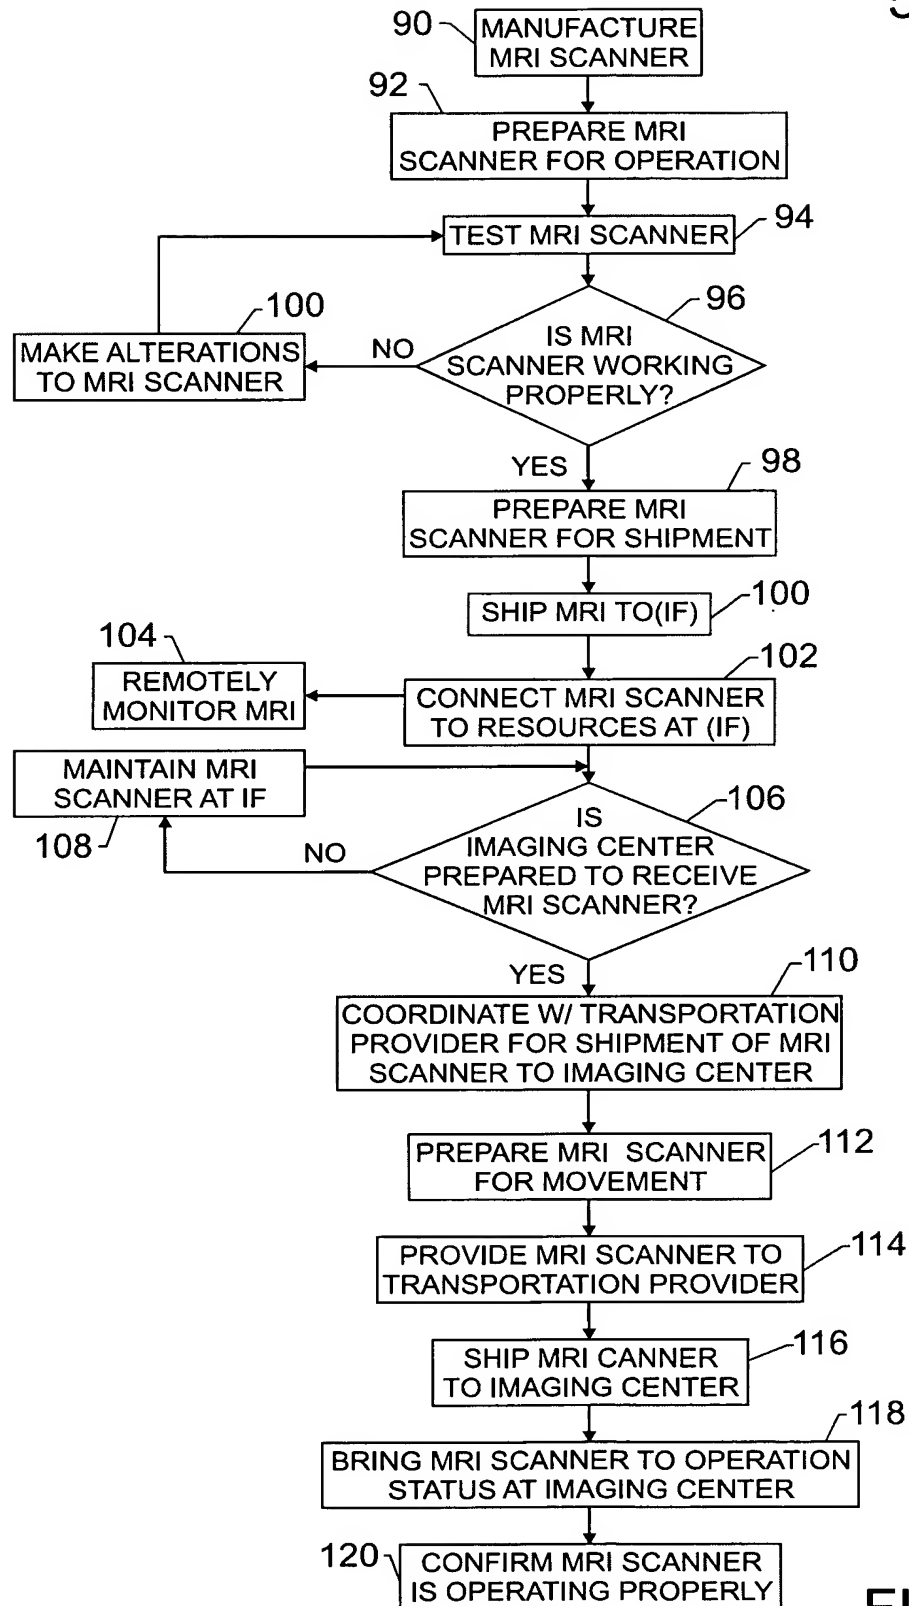 90
MANUFACTURE
MRI SCANNER
92
PREPARE MRI
SCANNER FOR OPERATION
TEST MRI SCANNER
94
96
IS MRI
SCANNER WORKING
PROPERLY?
NO
100
MAKE ALTERATIONS
TO MRI SCANNER
YES
98
PREPARE MRI
SCANNER FOR SHIPMENT
SHIP MRI TO(IF)
100
102
CONNECT MRI SCANNER
TO RESOURCES AT (IF)
104
REMOTELY
MONITOR MRI
MAINTAIN MRI
SCANNER AT IF
108
106
IS
IMAGING CENTER
PREPARED TO RECEIVE
MRI SCANNER?
NO
YES
110
COORDINATE W/ TRANSPORTATION
PROVIDER FOR SHIPMENT OF MRI
SCANNER TO IMAGING CENTER
112
PREPARE MRI SCANNER
FOR MOVEMENT
114
PROVIDE MRI SCANNER TO
TRANSPORTATION PROVIDER
116
SHIP MRI CANNER
TO IMAGING CENTER
118
BRING MRI SCANNER TO OPERATION
STATUS AT IMAGING CENTER
120
CONFIRM MRI SCANNER
IS OPERATING PROPERLY